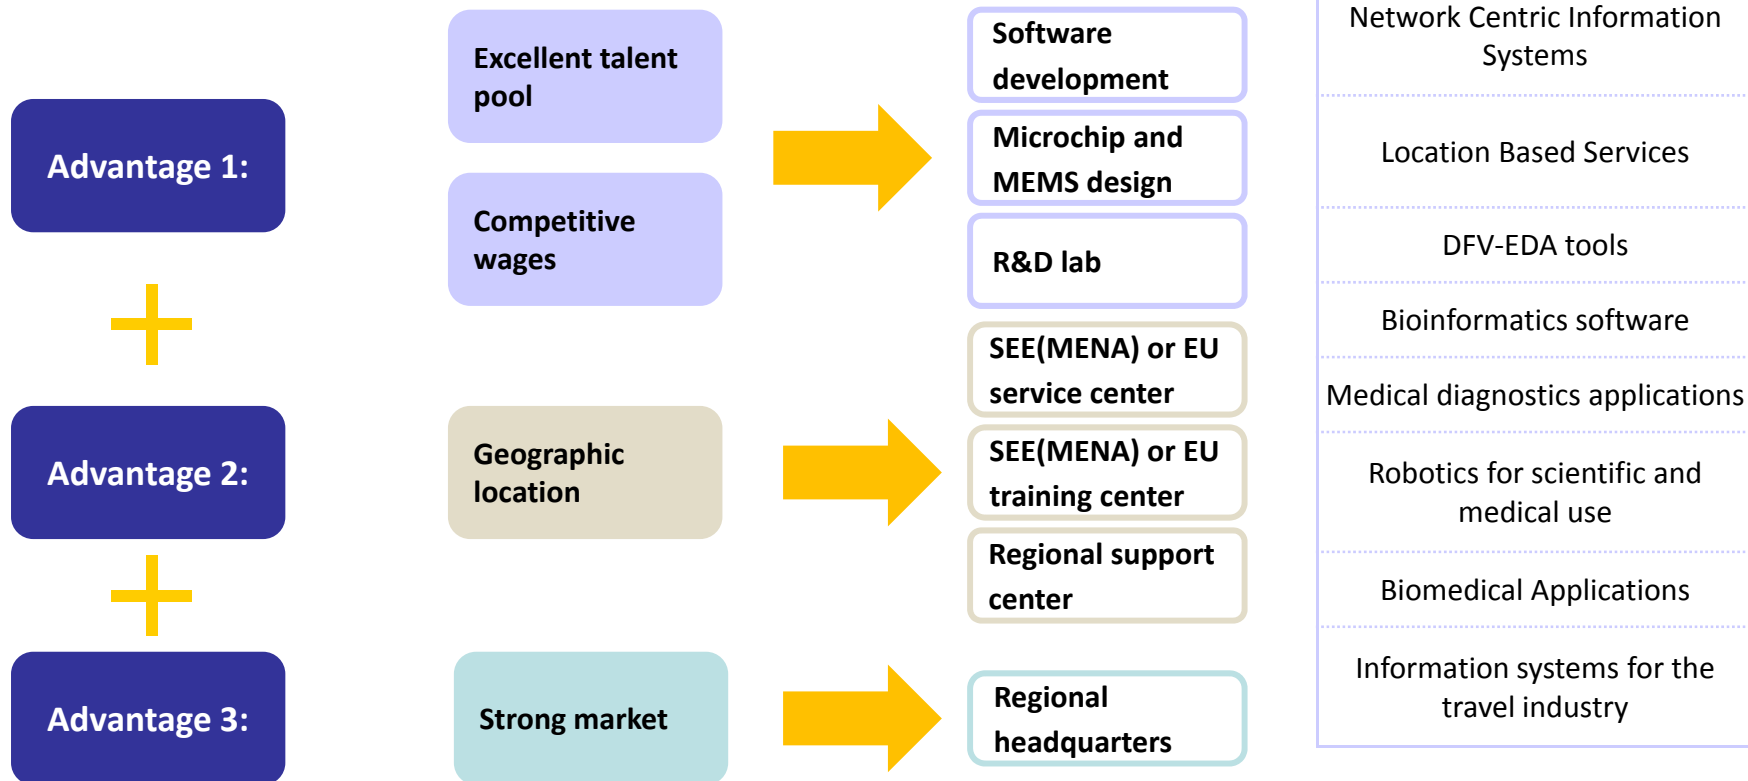 Advantage 1:
Excellent talent
pool
Competitive
wages
Software
development
Microchip and
MEMS design
R&D lab
Advantage 2:
Geographic
location
SEE(MENA) or EU
service center
SEE(MENA) or EU
training center
Regional support
center
Advantage 3:
Strong market
Regional
headquarters
Network Centric Information
Systems
Location Based Services
DFV-EDA tools
Bioinformatics software
Medical diagnostics applications
Robotics for scientific and
medical use
Biomedical Applications
Information systems for the
travel industry